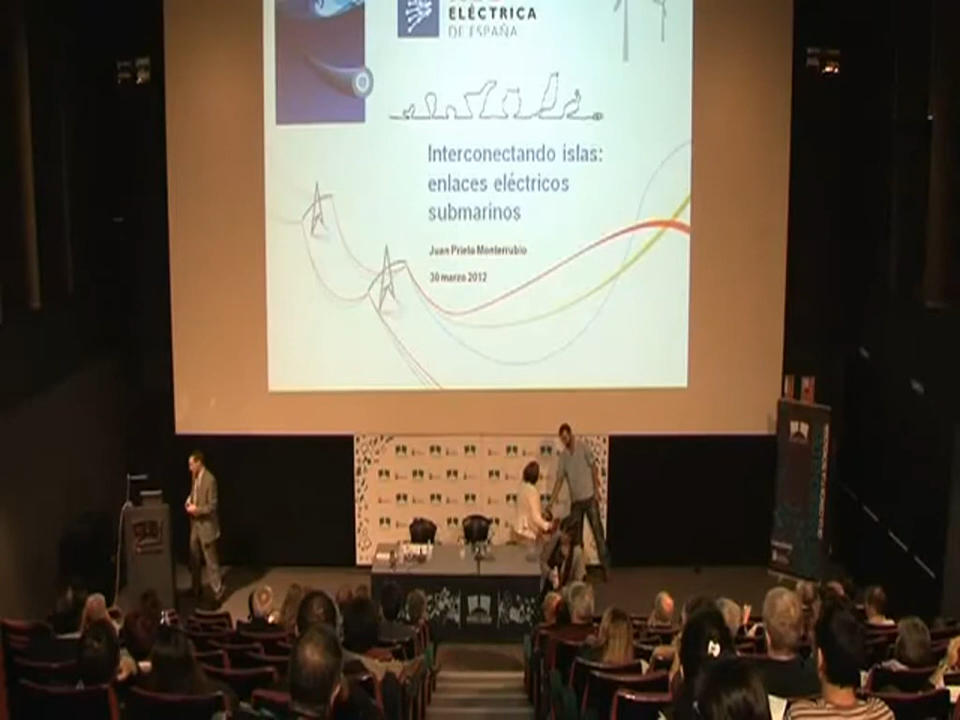 ELÉCTRICA
DE ESPAÑA
Interconectando islas:
enlaces eléctricos
submarinos
Juan Prieto Monterrubio
30 marzo 2012